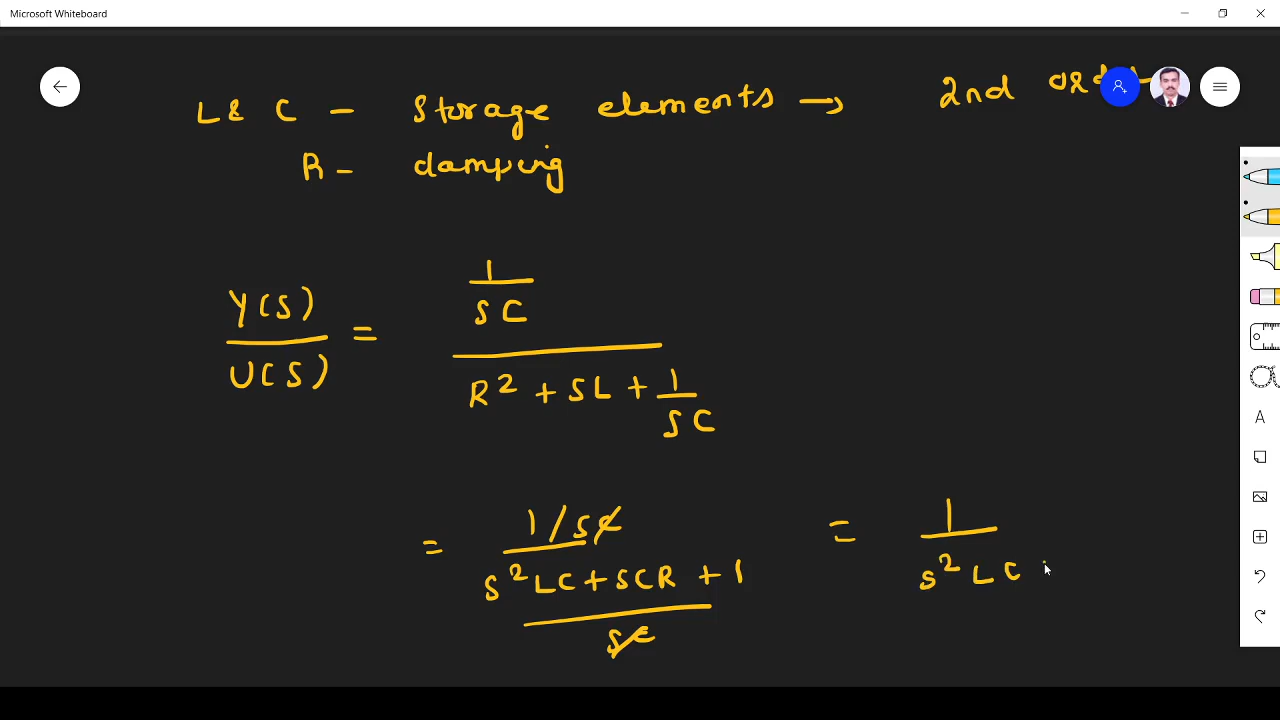 Microsoft Whiteboard
L & C - Storage elements → 2nd
R - damping
Y(S)/U(S) = (1/SC)/(R² + SL + 1/SC)
= (1/SC)/((S²LC + SCR + 1)/SC) = 1/(S²LC
A